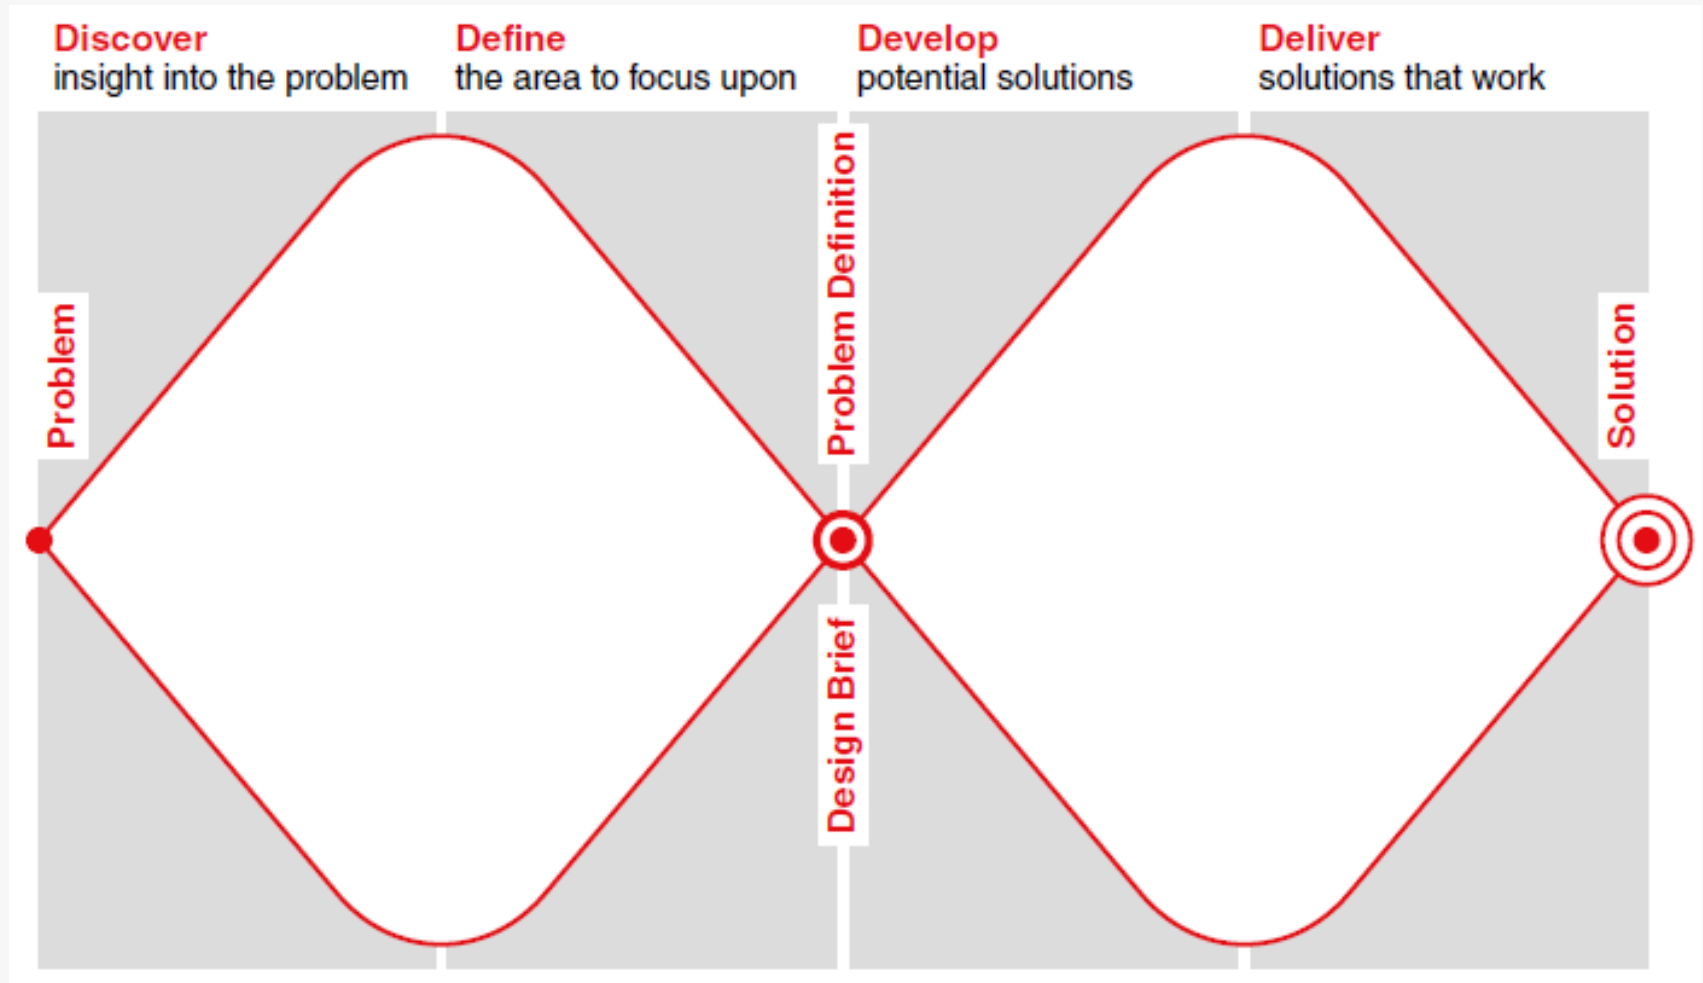 Discover
insight into the problem
Define
the area to focus upon
Develop
potential solutions
Deliver
solutions that work
Problem
Problem Definition
Design Brief
Solution